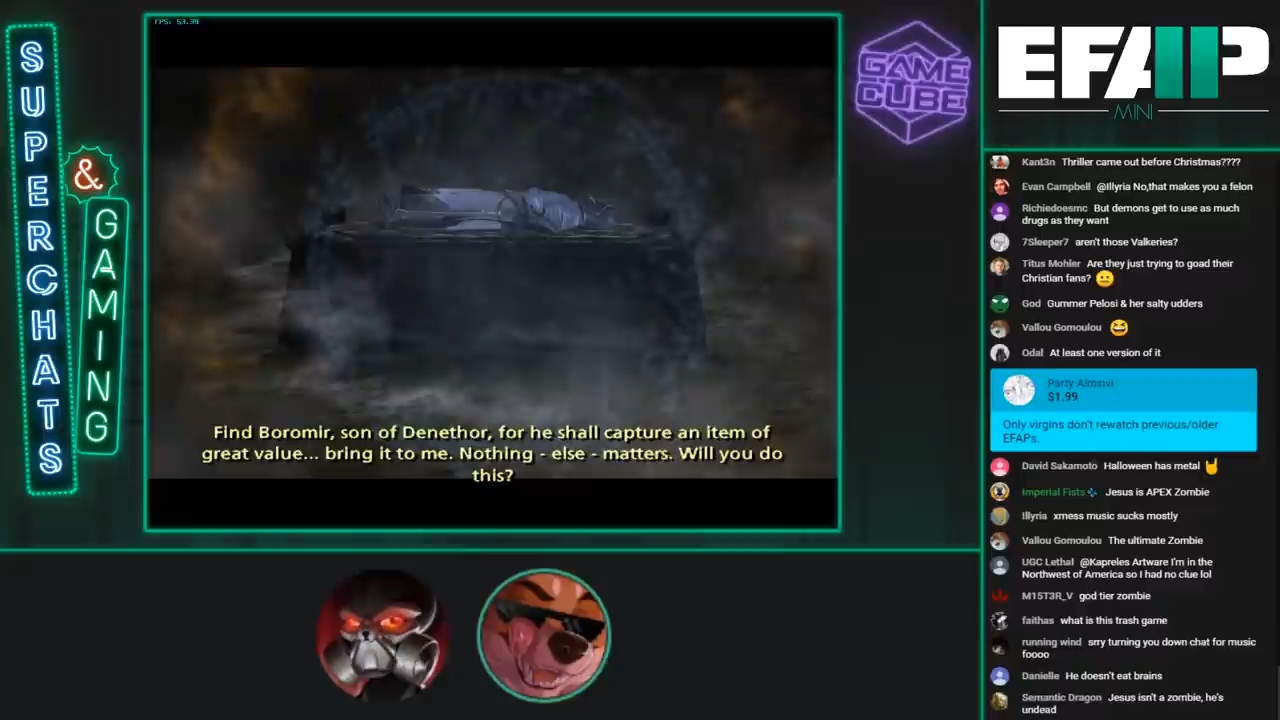 FPS: 53.39
SUPERCHATS
&
GAMING
GAME
CUBE
EFAP
MINI
Find Boromir, son of Denethor, for he shall capture an item of
great value... bring it to me. Nothing - else - matters. Will you do
this?
Kant3n Thriller came out before Christmas????
Evan Campbell @Illyria No,that makes you a felon
Richiedoesmc But demons get to use as much
drugs as they want
7Sleeper7 aren't those Valkeries?
Titus Mohler Are they just trying to goad their
Christian fans? 😐
God Gummer Pelosi & her salty udders
Vallou Gomoulou 😆
Odal At least one version of it
Party Almsivi
$1.99
Only virgins don't rewatch previous/older
EFAPs.
David Sakamoto Halloween has metal 🤘
Imperial Fists Jesus is APEX Zombie
Illyria xmess music sucks mostly
Vallou Gomoulou The ultimate Zombie
UGC Lethal @Kapreles Artware I'm in the
Northwest of America so I had no clue lol
M15T3R_V god tier zombie
faithas what is this trash game
running wind srry turning you down chat for music
foooo
Danielle He doesn't eat brains
Semantic Dragon Jesus isn't a zombie, he's
undead